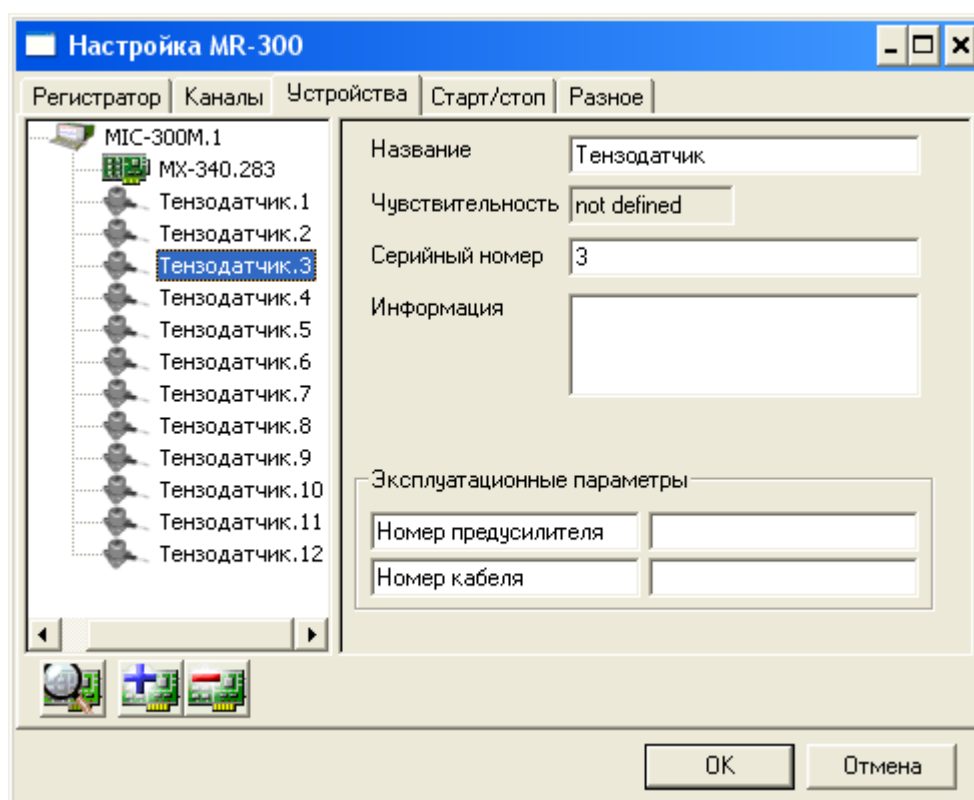 Настройка MR-300
Регистратор Каналы Устройства Старт/стоп Разное
MIC-300M.1
MX-340.283
Тензодатчик.1
Тензодатчик.2
Тензодатчик.3
Тензодатчик.4
Тензодатчик.5
Тензодатчик.6
Тензодатчик.7
Тензодатчик.8
Тензодатчик.9
Тензодатчик.10
Тензодатчик.11
Тензодатчик.12
Название Тензодатчик
Чувствительность not defined
Серийный номер 3
Информация
Эксплуатационные параметры
Номер предусилителя
Номер кабеля
OK Отмена